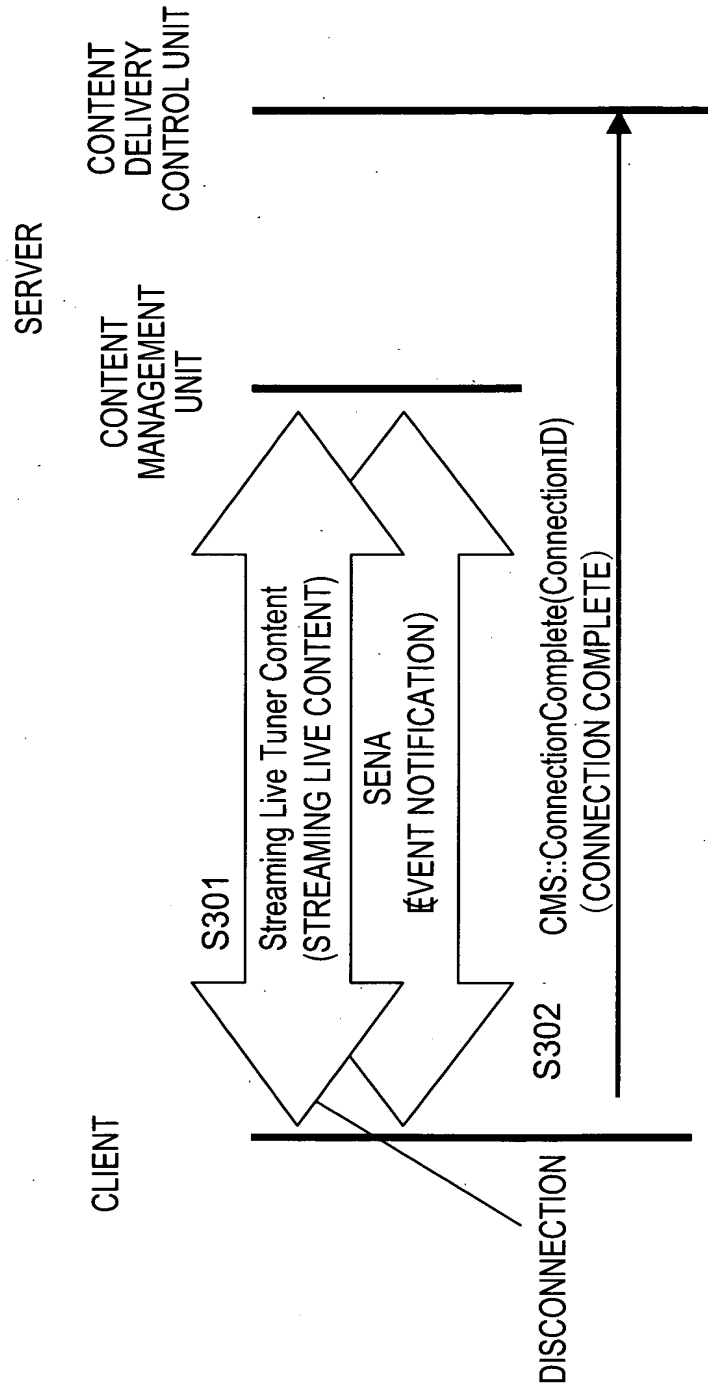 SERVER
CLIENT
CONTENT
MANAGEMENT
UNIT
CONTENT
DELIVERY
CONTROL UNIT
S301
Streaming Live Tuner Content
(STREAMING LIVE CONTENT)
SENA
(EVENT NOTIFICATION)
S302
CMS::ConnectionComplete(ConnectionID)
(CONNECTION COMPLETE)
DISCONNECTION